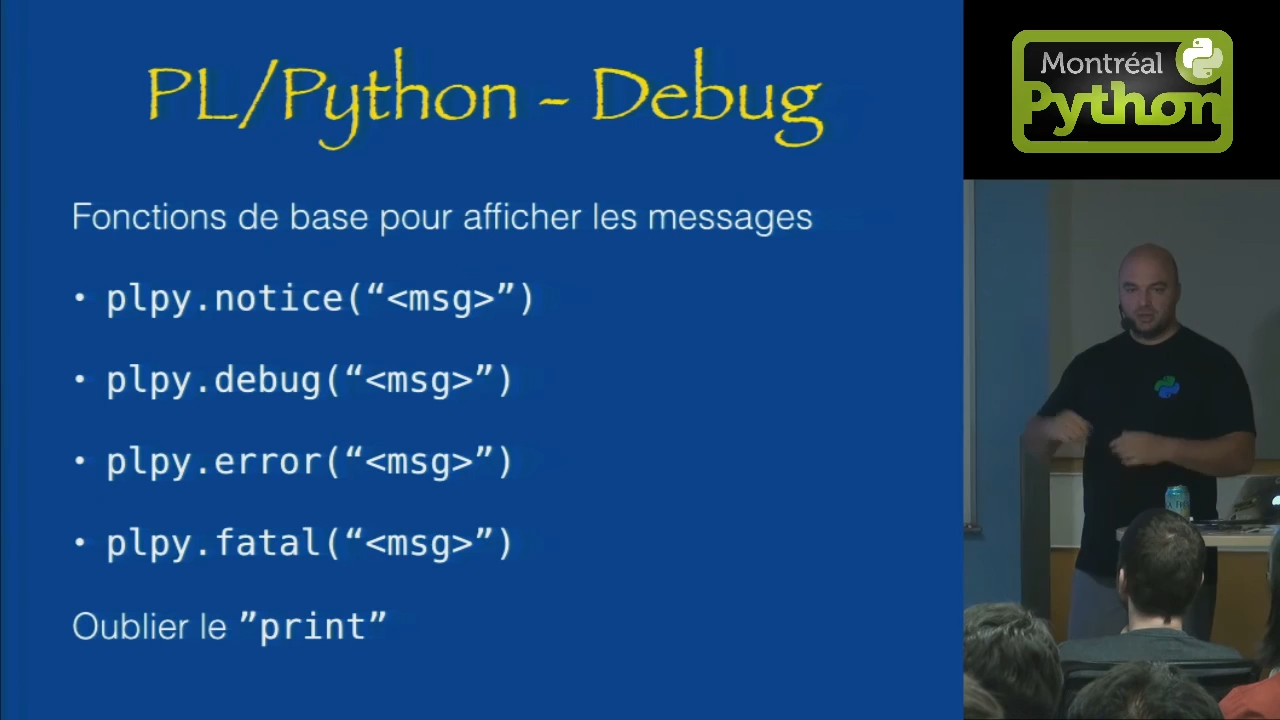 PL/Python - Debug
Fonctions de base pour afficher les messages
• plpy.notice(“<msg>”)
• plpy.debug(“<msg>”)
• plpy.error(“<msg>”)
• plpy.fatal(“<msg>”)
Oublier le ”print”
Montréal
Python